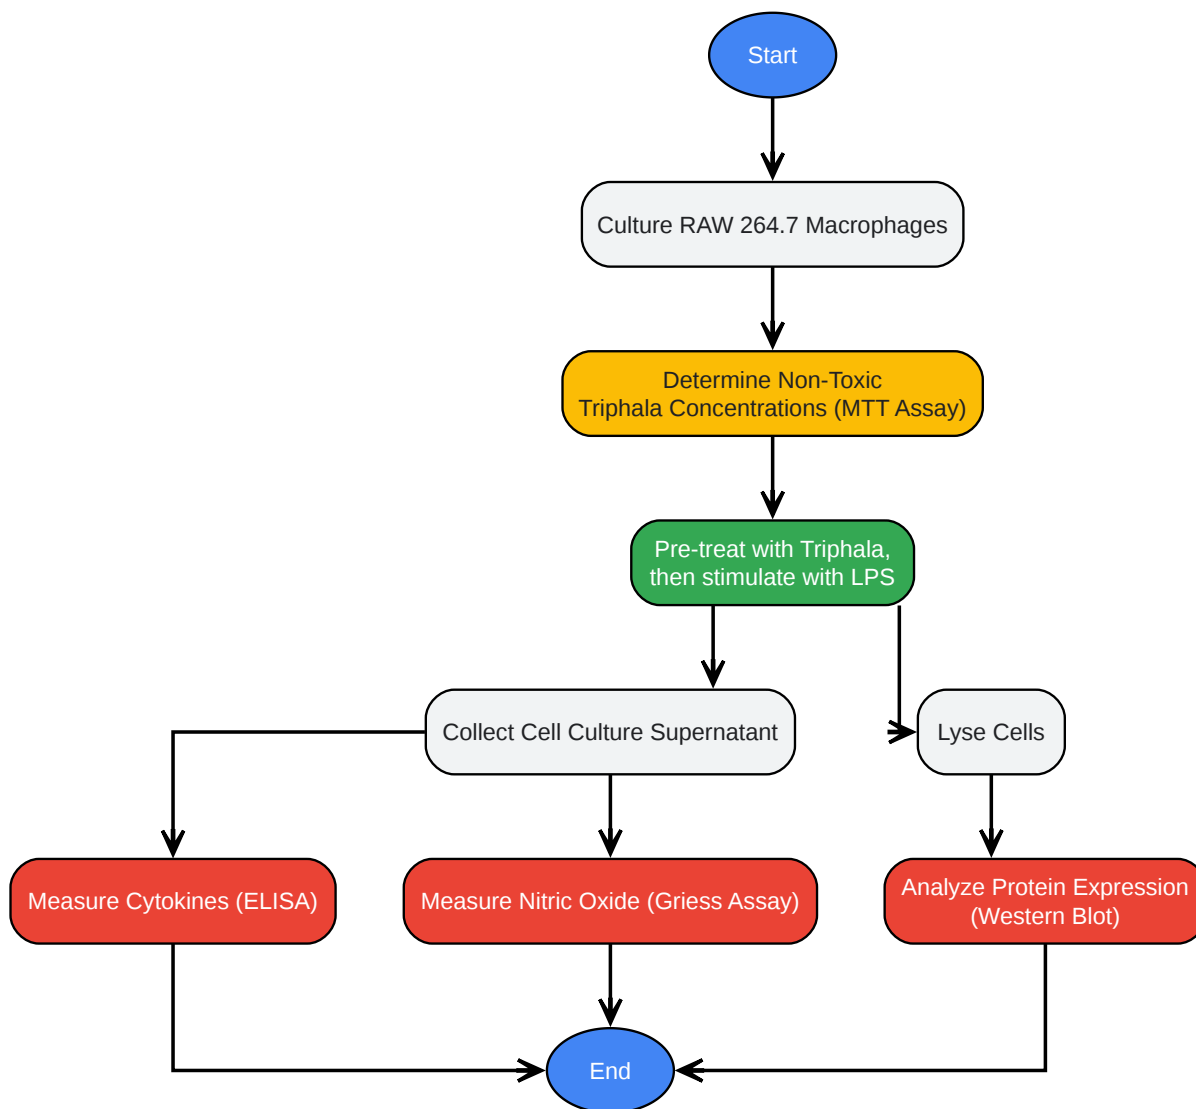 Start
Culture RAW 264.7 Macrophages
Determine Non-Toxic
Triphala Concentrations (MTT Assay)
Pre-treat with Triphala,
then stimulate with LPS
Collect Cell Culture Supernatant
Lyse Cells
Measure Cytokines (ELISA)
Measure Nitric Oxide (Griess Assay)
Analyze Protein Expression
(Western Blot)
End